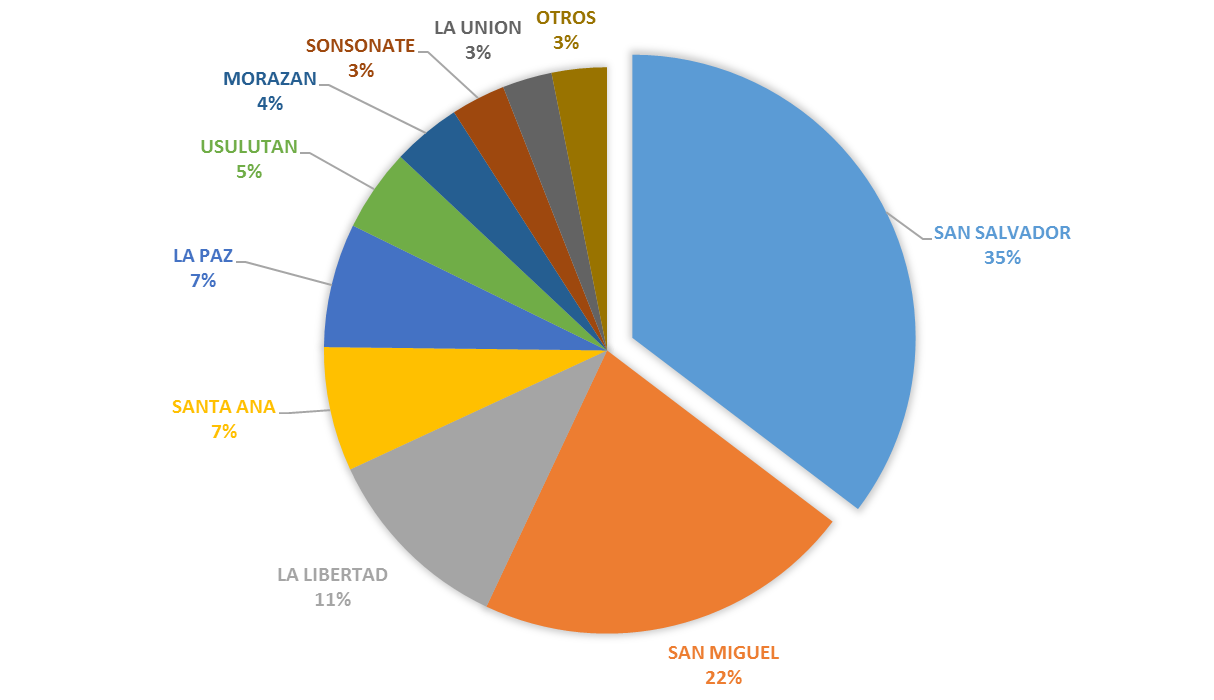 OTROS
3%
LA UNION
3%
SONSONATE
3%
MORAZAN
4%
USULUTAN
5%
SAN SALVADOR
35%
LA PAZ
7%
SANTA ANA
7%
LA LIBERTAD
11%
SAN MIGUEL
22%